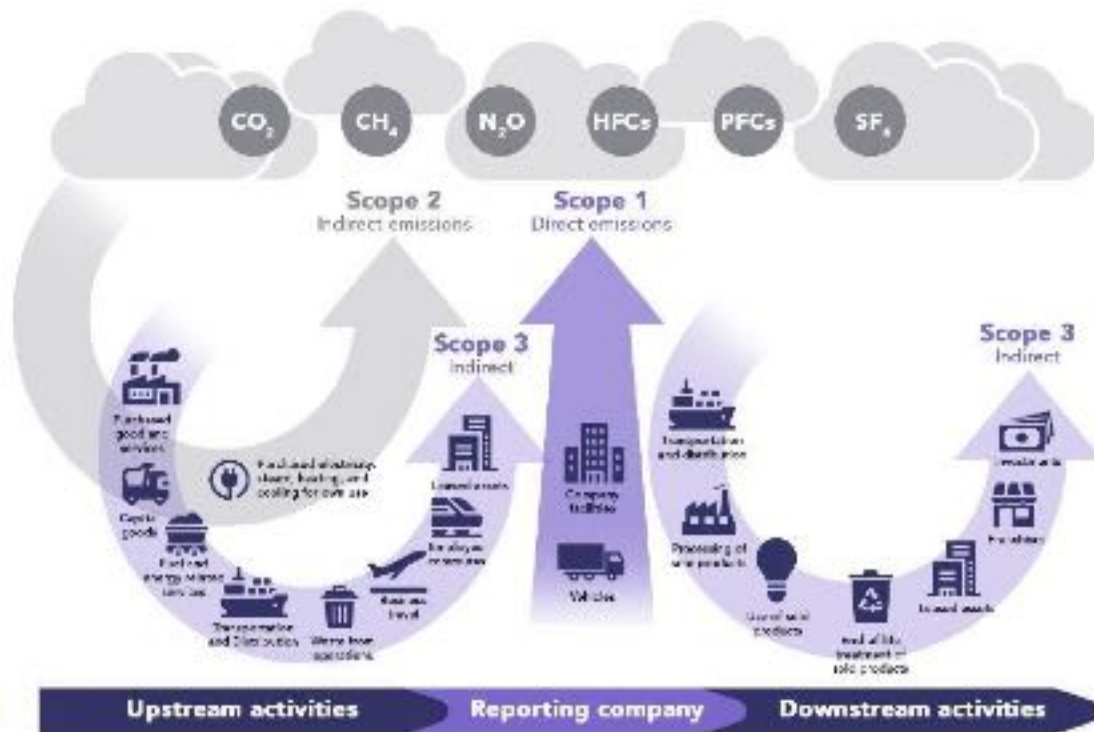 CO₂
CH₄
N₂O
HFCs
PFCs
SF₆
Scope 2
Indirect emissions
Scope 1
Direct emissions
Scope 3
Indirect
Scope 3
Indirect
Purchased
good and
services
Capital
goods
Fuel and
energy related
services
Transportation
and Distribution
Waste from
operations
Business
travel
Employee
commutes
Leased assets
Purchased electricity,
steam, heating, and
cooling for own use
Company
facilities
Vehicles
Transportation
and distribution
Processing of
sold products
Use of sold
products
End of life
treatment of
sold products
Leased assets
Franchises
Investments
Upstream activities
Reporting company
Downstream activities